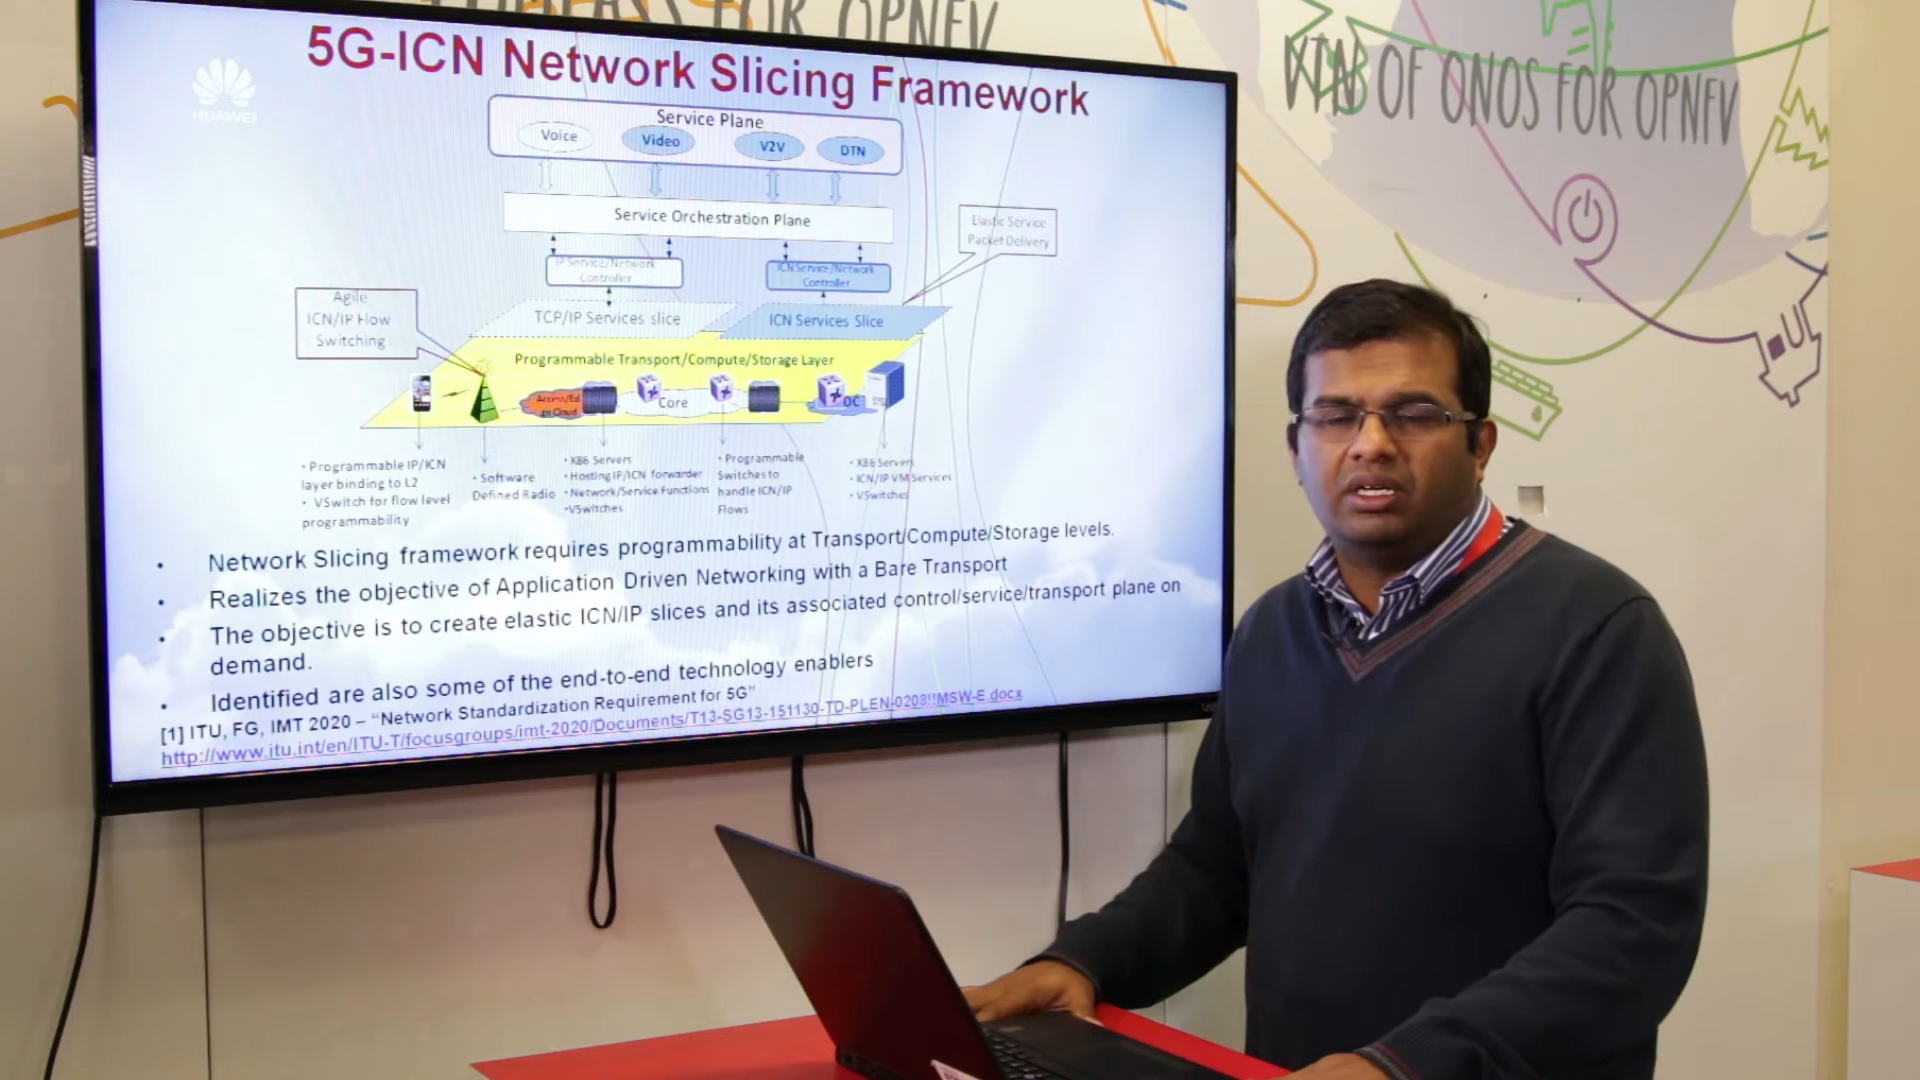 FOR OPNFV
VTN OF ONOS FOR OPNFV
HUAWEI
5G-ICN Network Slicing Framework
Service Plane
Voice
Video
V2V
DTN
Service Orchestration Plane
Elastic Service
Packet Delivery
IP Service/Network
Controller
ICN Service/Network
Controller
Agile
ICN/IP Flow
Switching
TCP/IP Services slice
ICN Services Slice
Programmable Transport/Compute/Storage Layer
Access/Ed
ge Cloud
Core
DC
• Programmable IP/ICN
layer binding to L2
• VSwitch for flow level
programmability
• Software
Defined Radio
• X86 Servers
• Hosting IP/ICN forwarder
• Network/Service Functions
•VSwitches
• Programmable
Switches to
handle ICN/IP
Flows
• X86 Servers
• ICN/IP VM Services
• VSwitches
• Network Slicing framework requires programmability at Transport/Compute/Storage levels.
• Realizes the objective of Application Driven Networking with a Bare Transport
• The objective is to create elastic ICN/IP slices and its associated control/service/transport plane on
demand.
• Identified are also some of the end-to-end technology enablers
[1] ITU, FG, IMT 2020 – “Network Standardization Requirement for 5G”
http://www.itu.int/en/ITU-T/focusgroups/imt-2020/Documents/T13-SG13-151130-TD-PLEN-0208!!MSW-E.docx